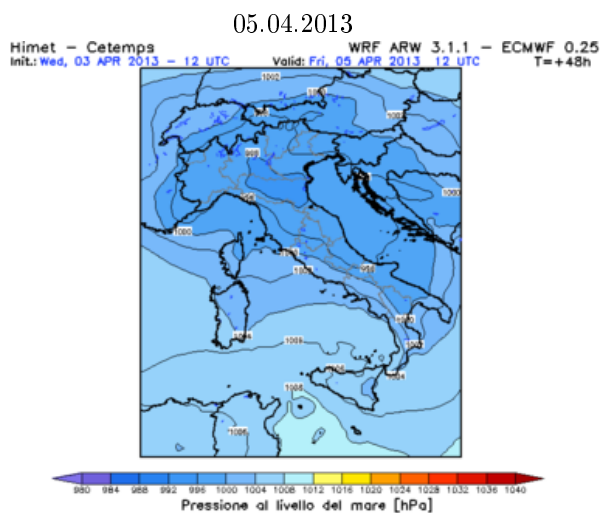 05.04.2013
Himet - Cetemps WRF ARW 3.1.1 - ECMWF 0.25
Init.: Wed, 03 APR 2013 - 12 UTC Valid: Fri, 05 APR 2013 12 UTC T=+48h
1002
1000
1000
1004
1006
980 984 988 992 996 1000 1004 1008 1012 1016 1020 1024 1028 1032 1036 1040
Pressione al livello del mare [hPa]